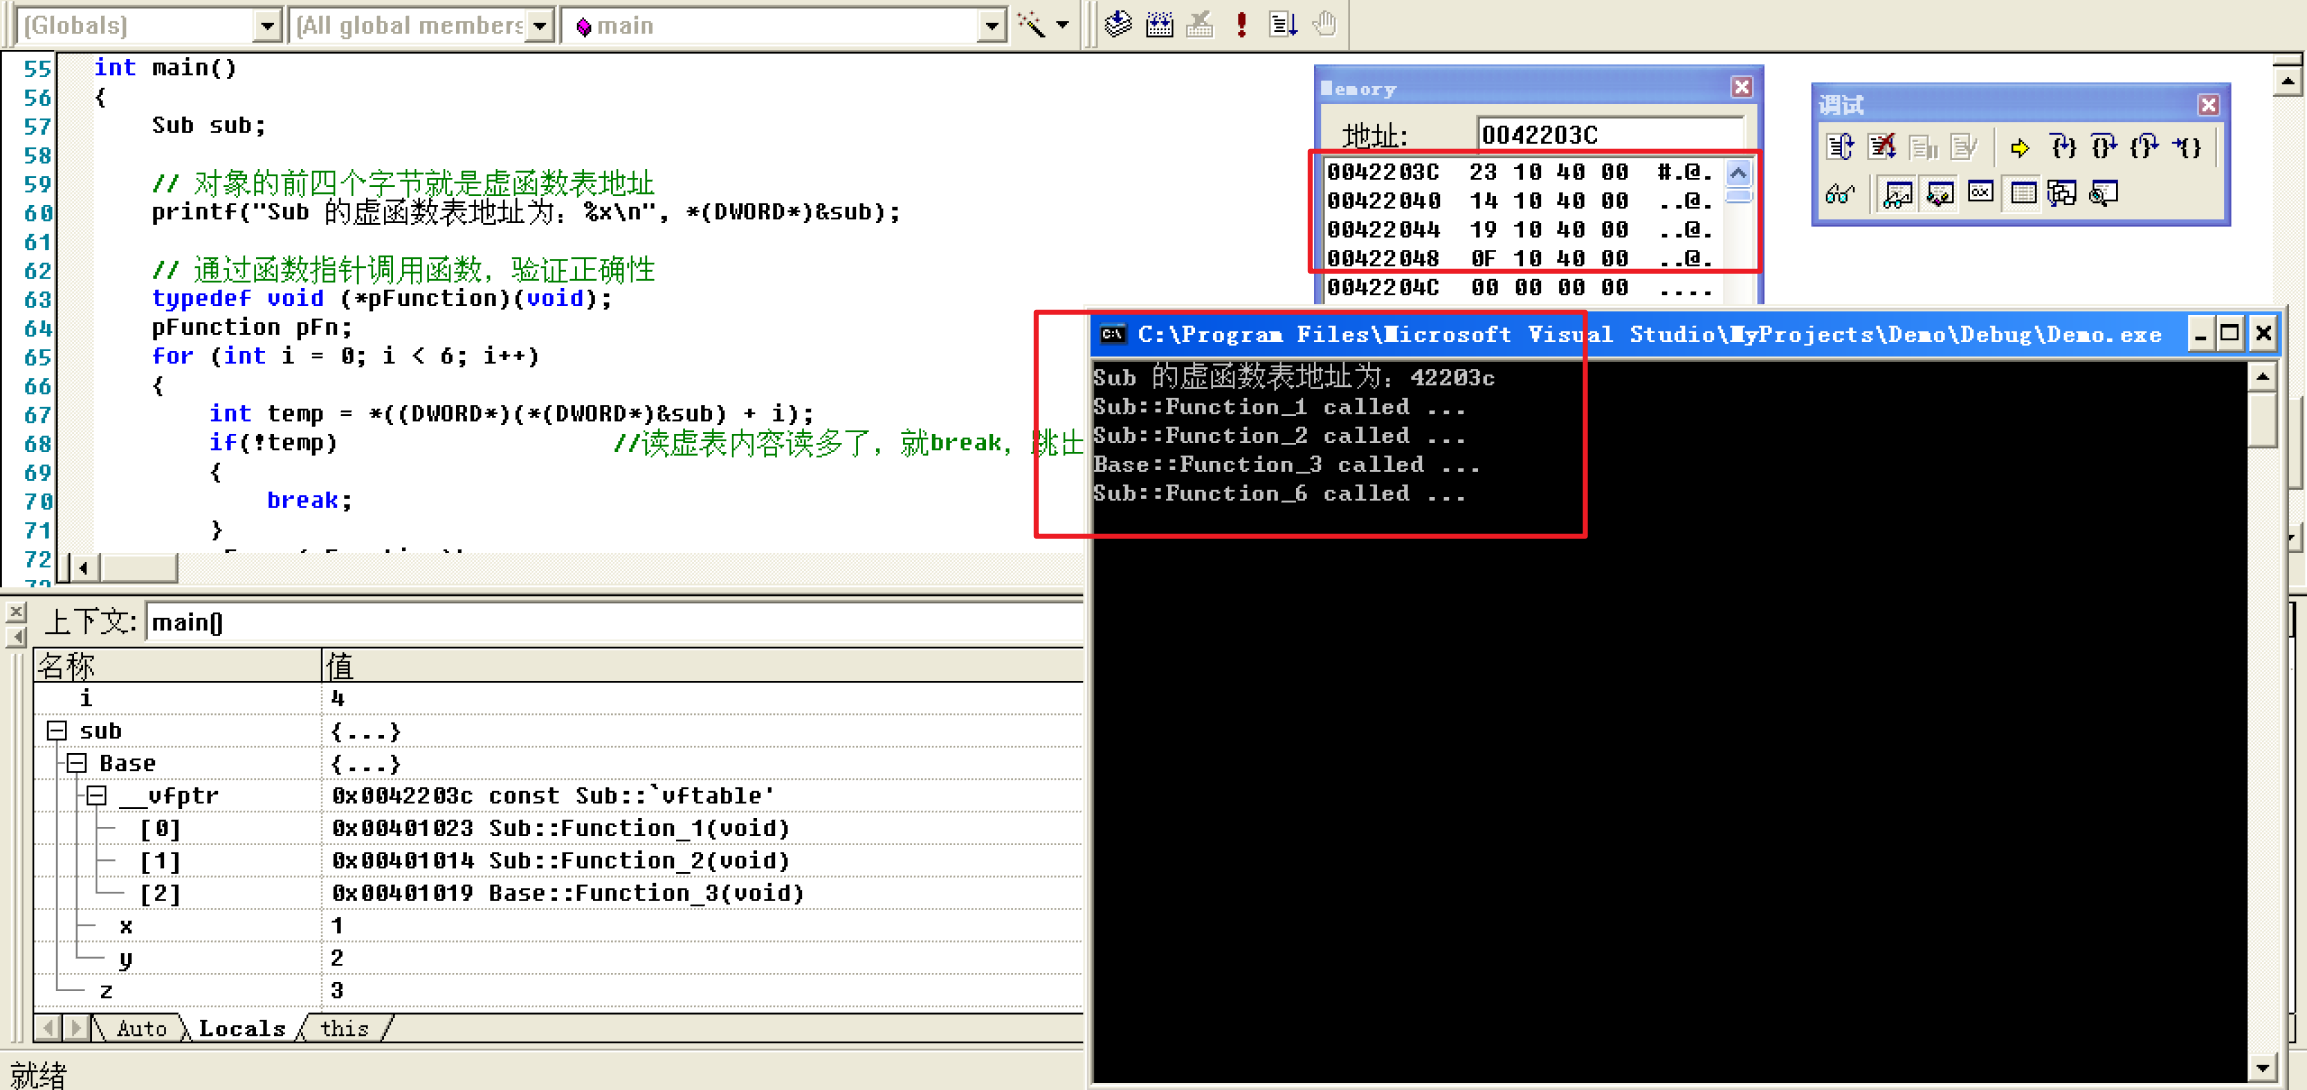 (Globals)
(All global members
main
55 int main()
56 {
57 Sub sub;
58
59 // 对象的前四个字节就是虚函数表地址
60 printf("Sub 的虚函数表地址为: %x\n", *(DWORD*)&sub);
61
62 // 通过函数指针调用函数, 验证正确性
63 typedef void (*pFunction)(void);
64 pFunction pFn;
65 for (int i = 0; i < 6; i++)
66 {
67 int temp = *((DWORD*)(*(DWORD*)&sub) + i);
68 if(!temp) //读虚表内容读多了, 就break, 跳出
69 {
70 break;
71 }
72
Memory
地址: 0042203C
0042203C 23 10 40 00 #.@.
00422040 14 10 40 00 ..@.
00422044 19 10 40 00 ..@.
00422048 0F 10 40 00 ..@.
0042204C 00 00 00 00 ....
调试
C:\Program Files\Microsoft Visual Studio\MyProjects\Demo\Debug\Demo.exe
Sub 的虚函数表地址为: 42203c
Sub::Function_1 called ...
Sub::Function_2 called ...
Base::Function_3 called ...
Sub::Function_6 called ...
上下文: main()
名称 值
i 4
sub {...}
Base {...}
__vfptr 0x0042203c const Sub::`vftable'
[0] 0x00401023 Sub::Function_1(void)
[1] 0x00401014 Sub::Function_2(void)
[2] 0x00401019 Base::Function_3(void)
x 1
y 2
z 3
Auto Locals this
就绪